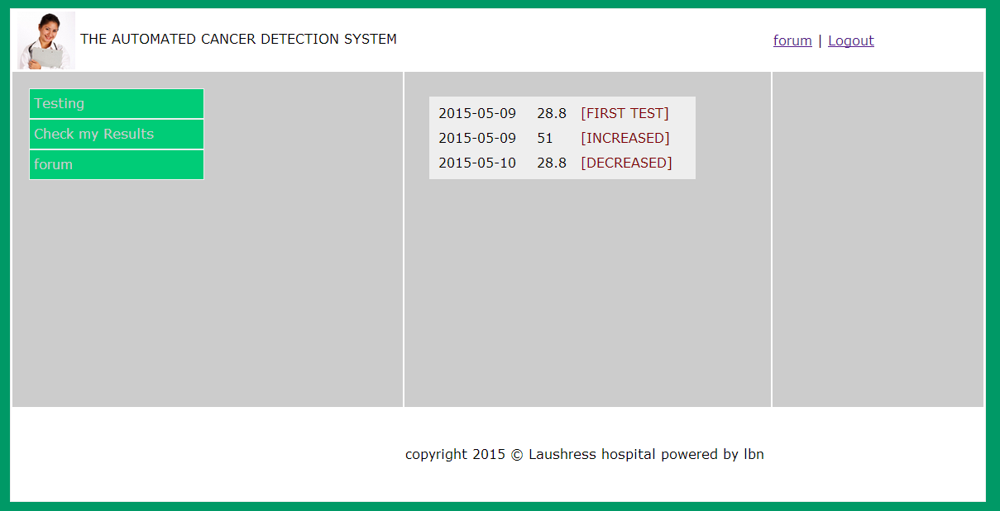 THE AUTOMATED CANCER DETECTION SYSTEM
forum | Logout
Testing
Check my Results
forum
2015-05-09 28.8 [FIRST TEST]
2015-05-09 51 [INCREASED]
2015-05-10 28.8 [DECREASED]
copyright 2015 © Laushress hospital powered by lbn